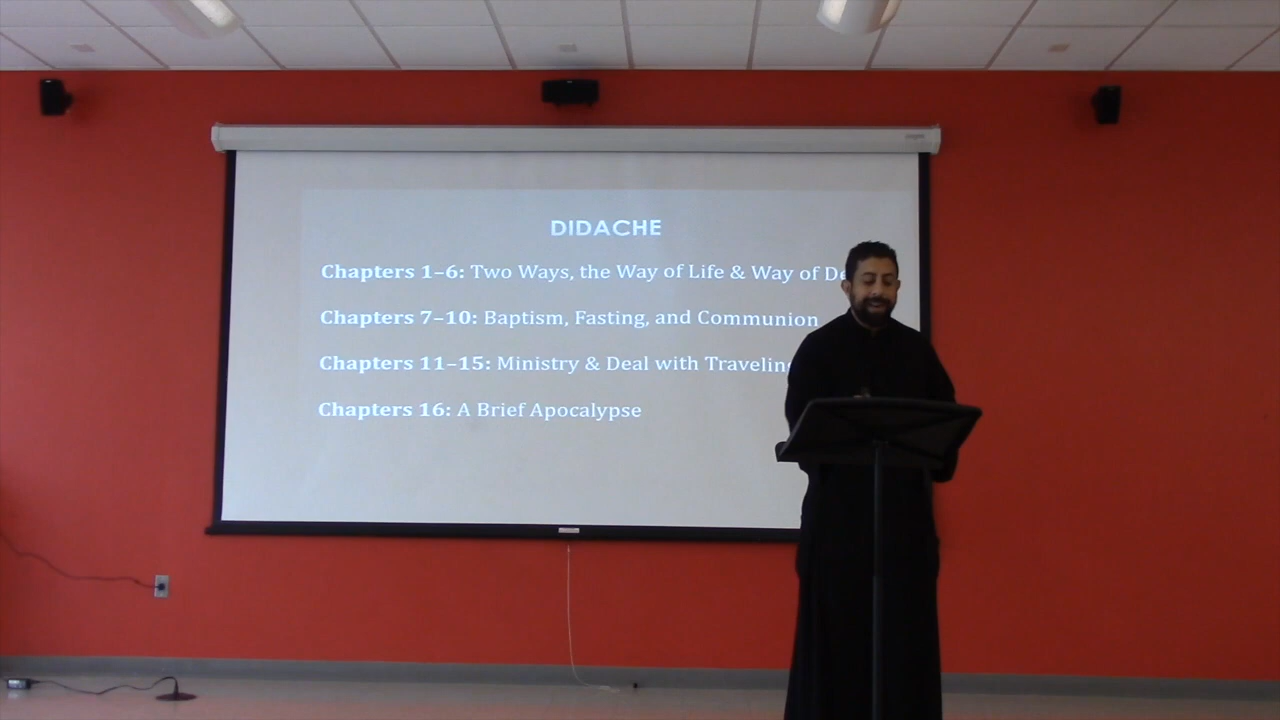 DIDACHE
Chapters 1–6: Two Ways, the Way of Life & Way of
Chapters 7–10: Baptism, Fasting, and Communion
Chapters 11–15: Ministry & Deal with Traveling
Chapters 16: A Brief Apocalypse